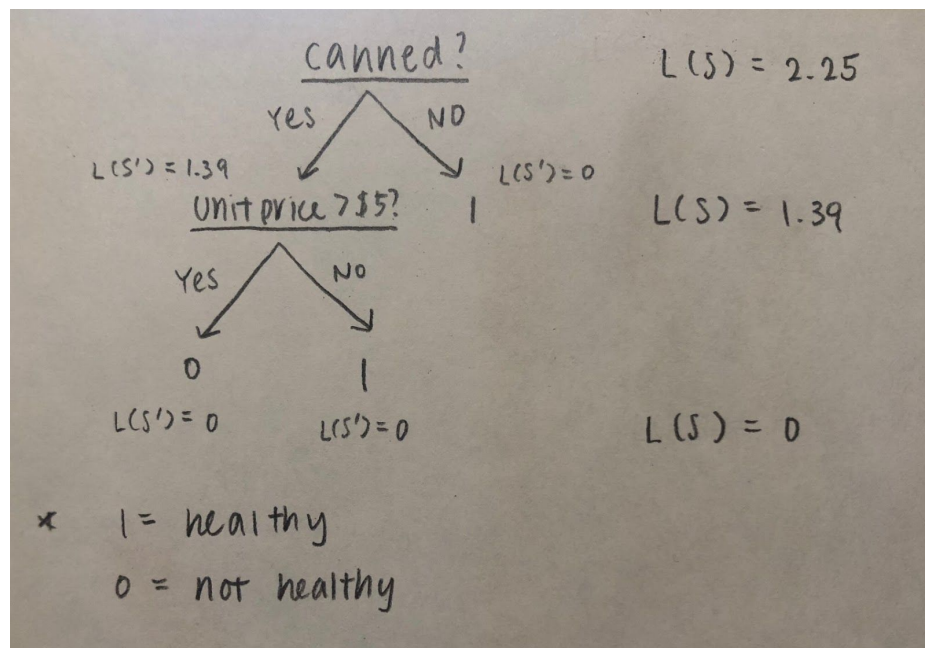 canned?
L(S) = 2.25
Yes NO
L(S') = 1.39
L(S') = 0
Unit price > $5? 1
L(S) = 1.39
Yes NO
0 1
L(S') = 0 L(S') = 0
L(S) = 0
* 1 = healthy
0 = not healthy